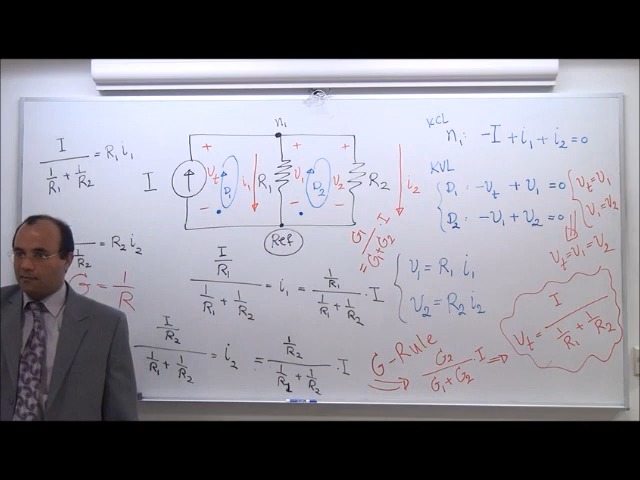 I / (1/R₁ + 1/R₂) = R₁ i₁
/R₂ = R₂ i₂
G = 1/R
n₁
I
+ + +
Vt D₁ i₁ R₁ V₁ D₂ V₂ R₂ i₂
− − −
Ref
(I/R₁) / (1/R₁ + 1/R₂) = i₁ = (1/R₁) / (1/R₁ + 1/R₂) · I
= G₁ / (G₁+G₂) · I
(I/R₂) / (1/R₁ + 1/R₂) = i₂ = (1/R₂) / (1/R₁ + 1/R₂) · I
G-Rule
⇒ G₂ / (G₁+G₂) · I ⇒
KCL
n₁: -I + i₁ + i₂ = 0
KVL
D₁: -Vt + V₁ = 0
D₂: -V₁ + V₂ = 0
Vt = V₁
V₁ = V₂
Vt = V₁ = V₂
V₁ = R₁ i₁
V₂ = R₂ i₂
Vt = I / (1/R₁ + 1/R₂)